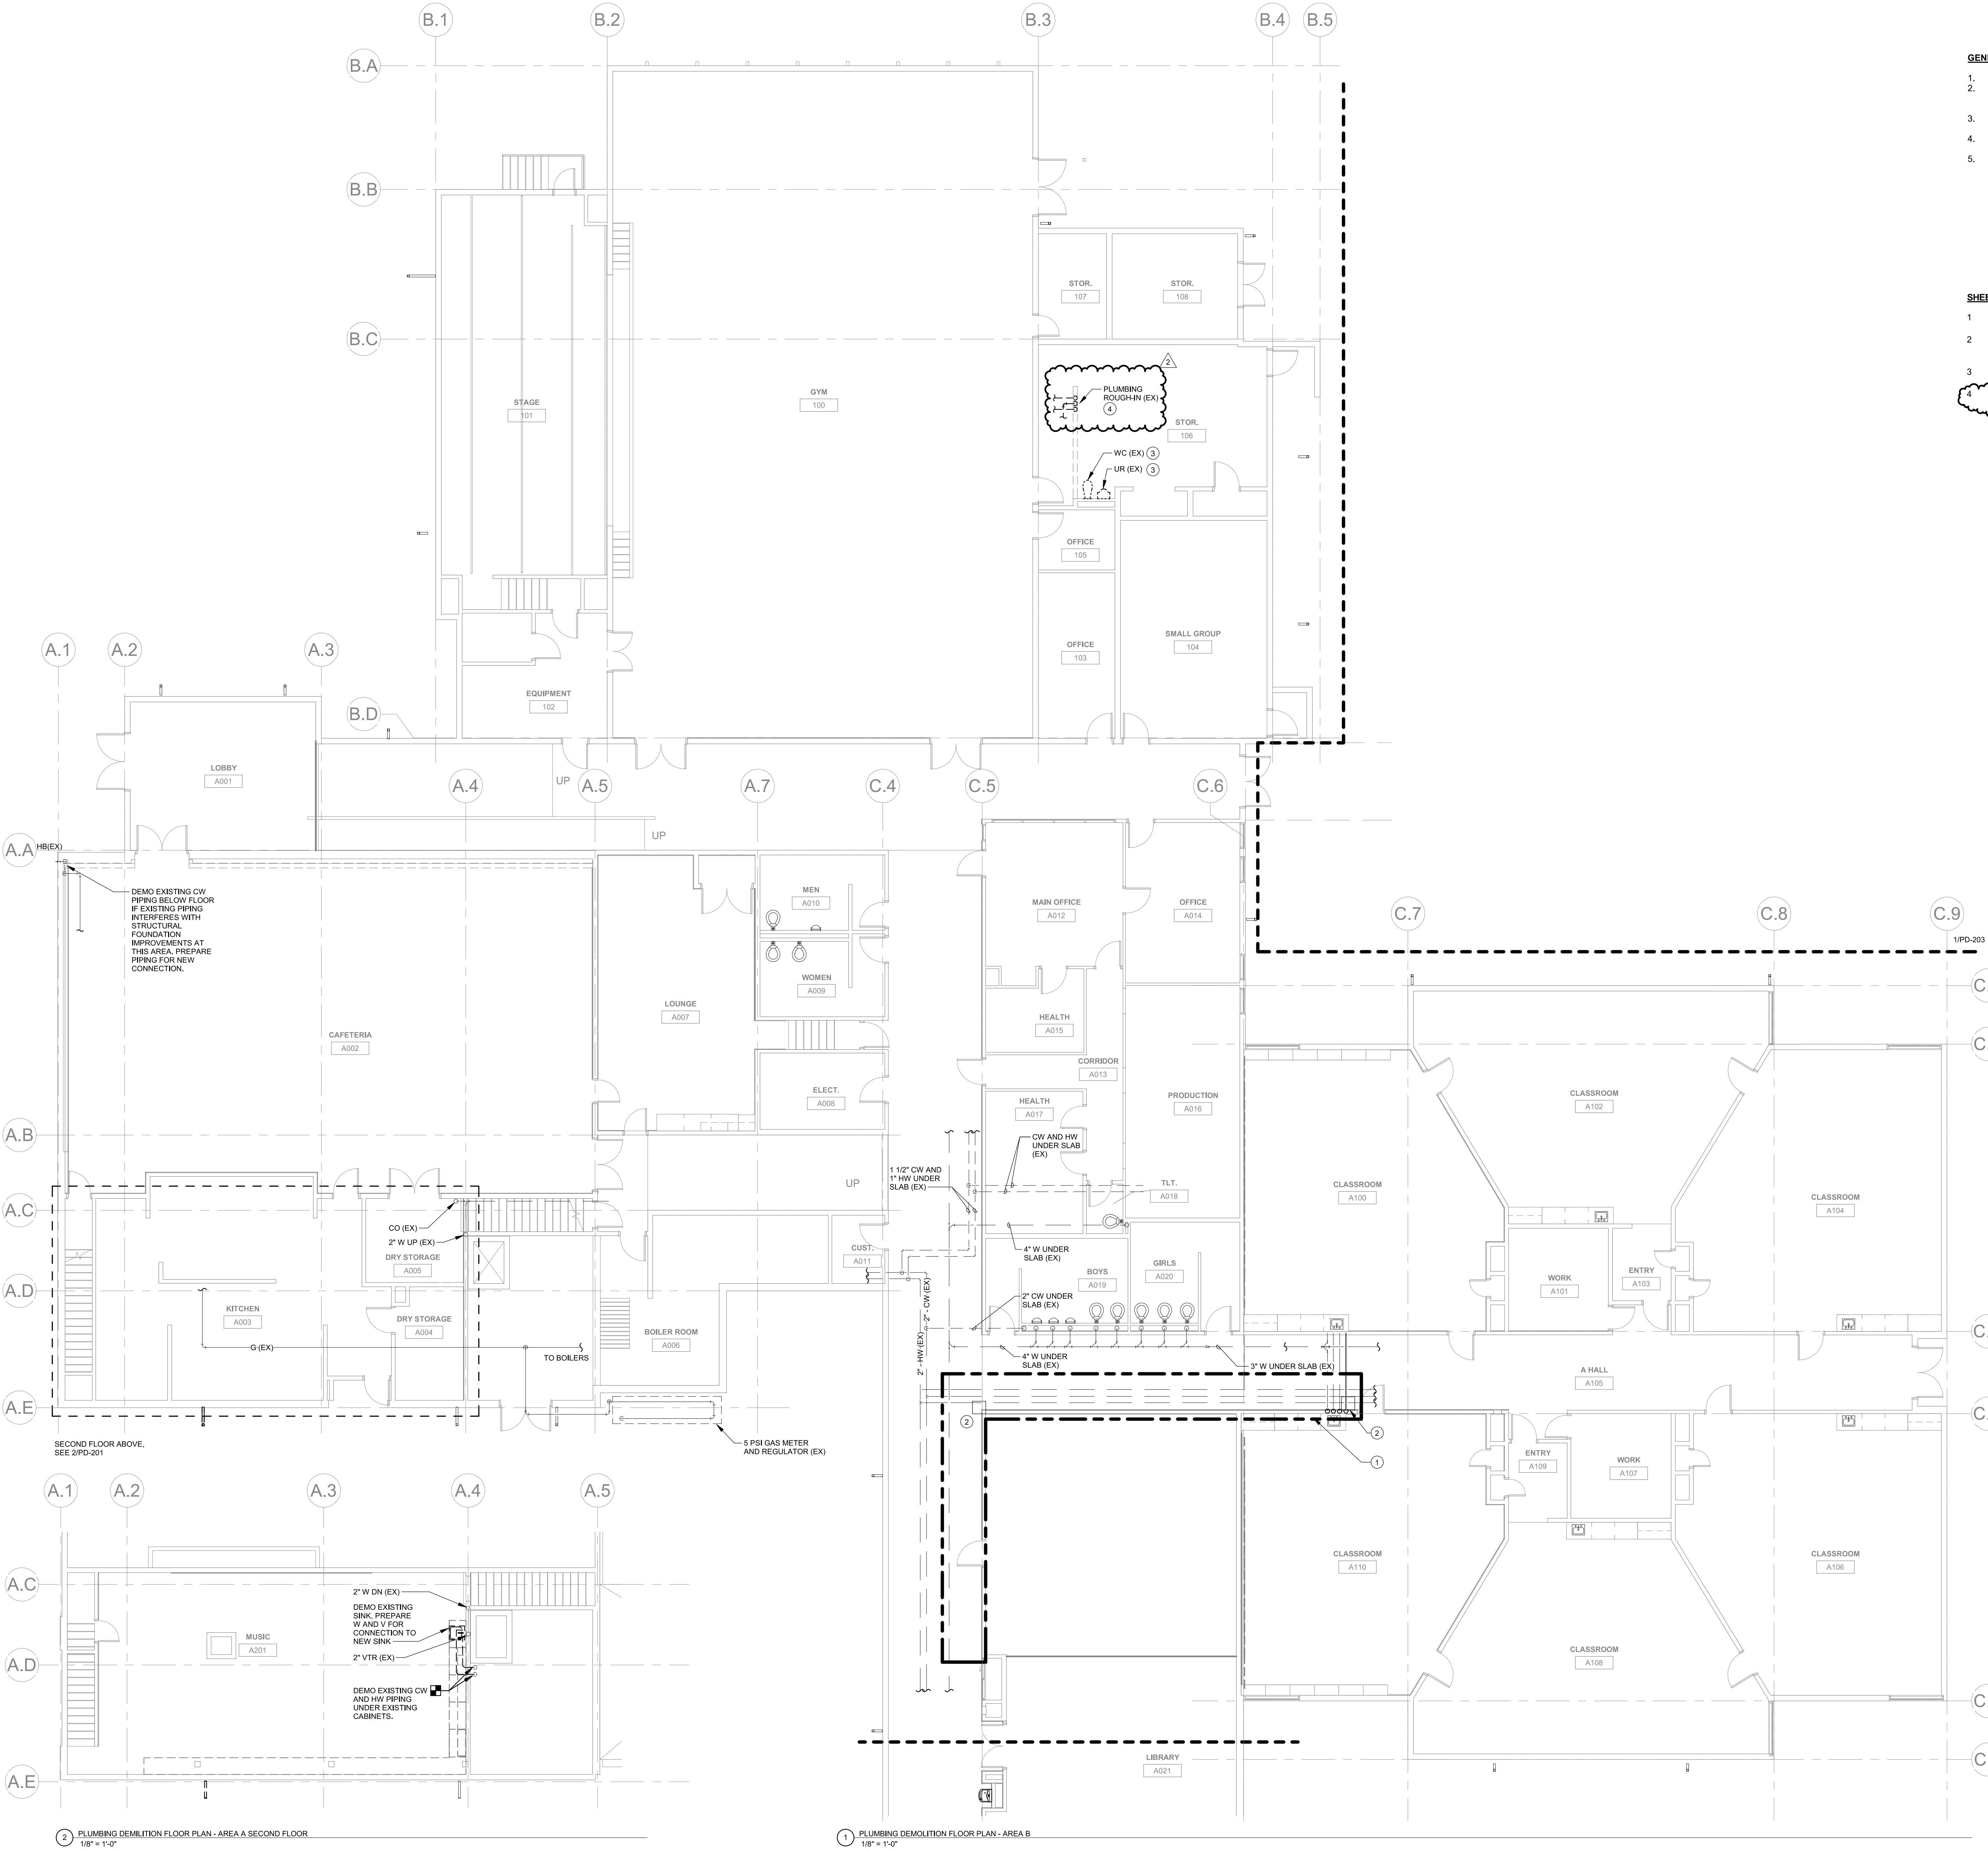 B.1
B.2
B.3
B.4
B.5
B.A
B.B
B.C
B.D
GEN
1.
2.
3.
4.
5.
SHE
1
2
3
4
STOR.
107
STOR.
108
2
PLUMBING
ROUGH-IN (EX)
4
STOR.
106
WC (EX) 3
UR (EX) 3
STAGE
101
GYM
100
OFFICE
105
OFFICE
103
SMALL GROUP
104
EQUIPMENT
102
A.1
A.2
A.3
LOBBY
A001
UP
UP
A.4
A.5
A.7
C.4
C.5
C.6
A.A
HB(EX)
DEMO EXISTING CW
PIPING BELOW FLOOR
IF EXISTING PIPING
INTERFERES WITH
STRUCTURAL
FOUNDATION
IMPROVEMENTS AT
THIS AREA. PREPARE
PIPING FOR NEW
CONNECTION.
MEN
A010
WOMEN
A009
LOUNGE
A007
CAFETERIA
A002
ELECT.
A008
MAIN OFFICE
A012
OFFICE
A014
HEALTH
A015
CORRIDOR
A013
HEALTH
A017
PRODUCTION
A016
C.7
C.8
C.9
1/PD-203
C
C
CLASSROOM
A102
CLASSROOM
A100
CLASSROOM
A104
A.B
CW AND HW
UNDER SLAB
(EX)
1 1/2" CW AND
1" HW UNDER
SLAB (EX)
UP
TLT.
A018
A.C
CO (EX)
2" W UP (EX)
DRY STORAGE
A005
CUST.
A011
4" W UNDER
SLAB (EX)
BOYS
A019
GIRLS
A020
WORK
A101
ENTRY
A103
A.D
KITCHEN
A003
DRY STORAGE
A004
2" CW UNDER
SLAB (EX)
2" - CW (EX)
2" - HW (EX)
BOILER ROOM
A006
G (EX)
TO BOILERS
4" W UNDER
SLAB (EX)
3" W UNDER SLAB (EX)
C.
A HALL
A105
A.E
C.
2
2
1
SECOND FLOOR ABOVE,
SEE 2/PD-201
5 PSI GAS METER
AND REGULATOR (EX)
ENTRY
A109
WORK
A107
CLASSROOM
A110
CLASSROOM
A106
CLASSROOM
A108
A.1
A.2
A.3
A.4
A.5
A.C
2" W DN (EX)
DEMO EXISTING
SINK, PREPARE
W AND V FOR
CONNECTION TO
NEW SINK
MUSIC
A201
2" VTR (EX)
A.D
DEMO EXISTING CW
AND HW PIPING
UNDER EXISTING
CABINETS.
A.E
C
C
LIBRARY
A021
2 PLUMBING DEMILITION FLOOR PLAN - AREA A SECOND FLOOR
1/8" = 1'-0"
1 PLUMBING DEMOLITION FLOOR PLAN - AREA B
1/8" = 1'-0"